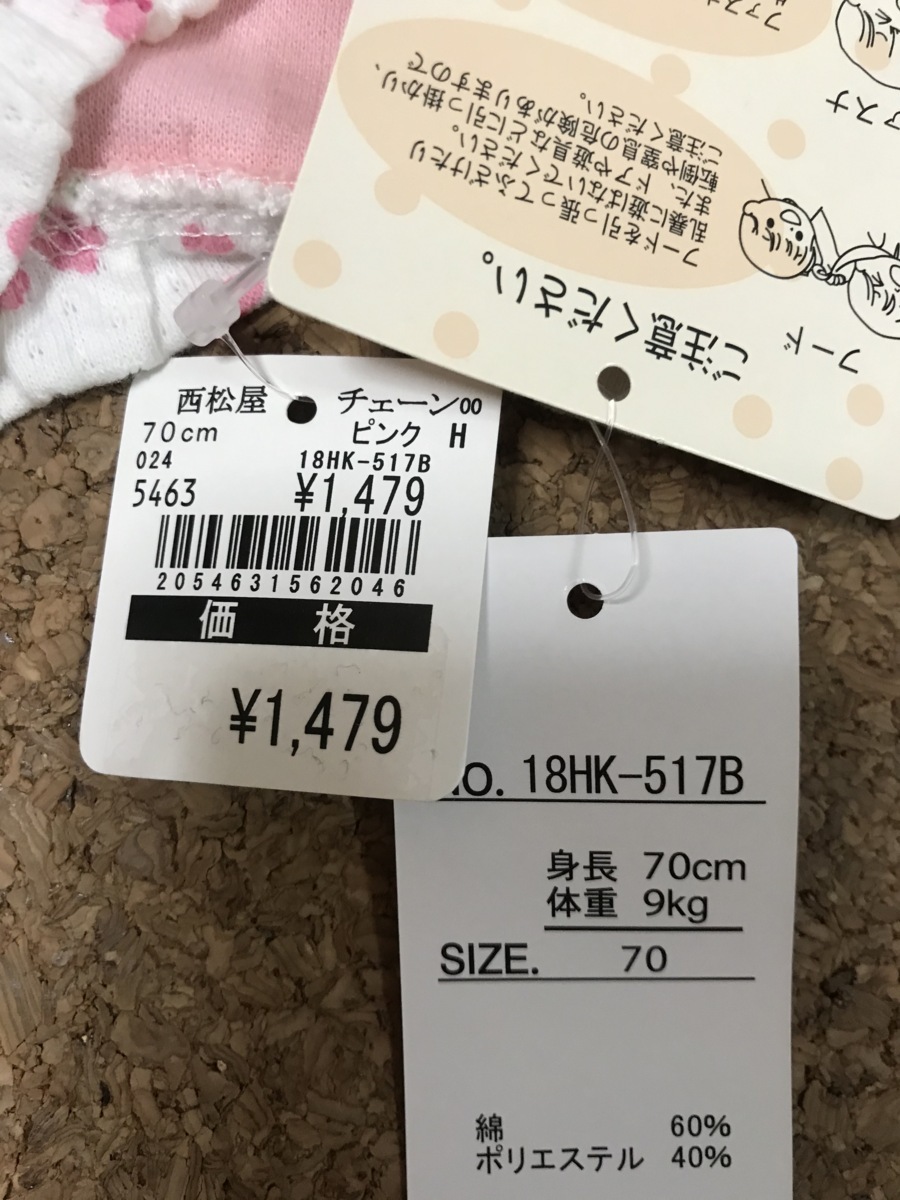 西松屋 チェーン00
70cm ピンク H
024 18HK-517B
5463 ¥1,479
2054631562046
価格
¥1,479
18HK-517B
身長 70cm
体重 9kg
SIZE. 70
綿 60%
ポリエステル 40%
ご注意ください。
フード
フードを引っ張ってふざけたり
乱暴に遊ばないでください。
また、ドアや遊具などに引っ掛かり、
転倒や窒息の危険がありますので
ご注意ください。